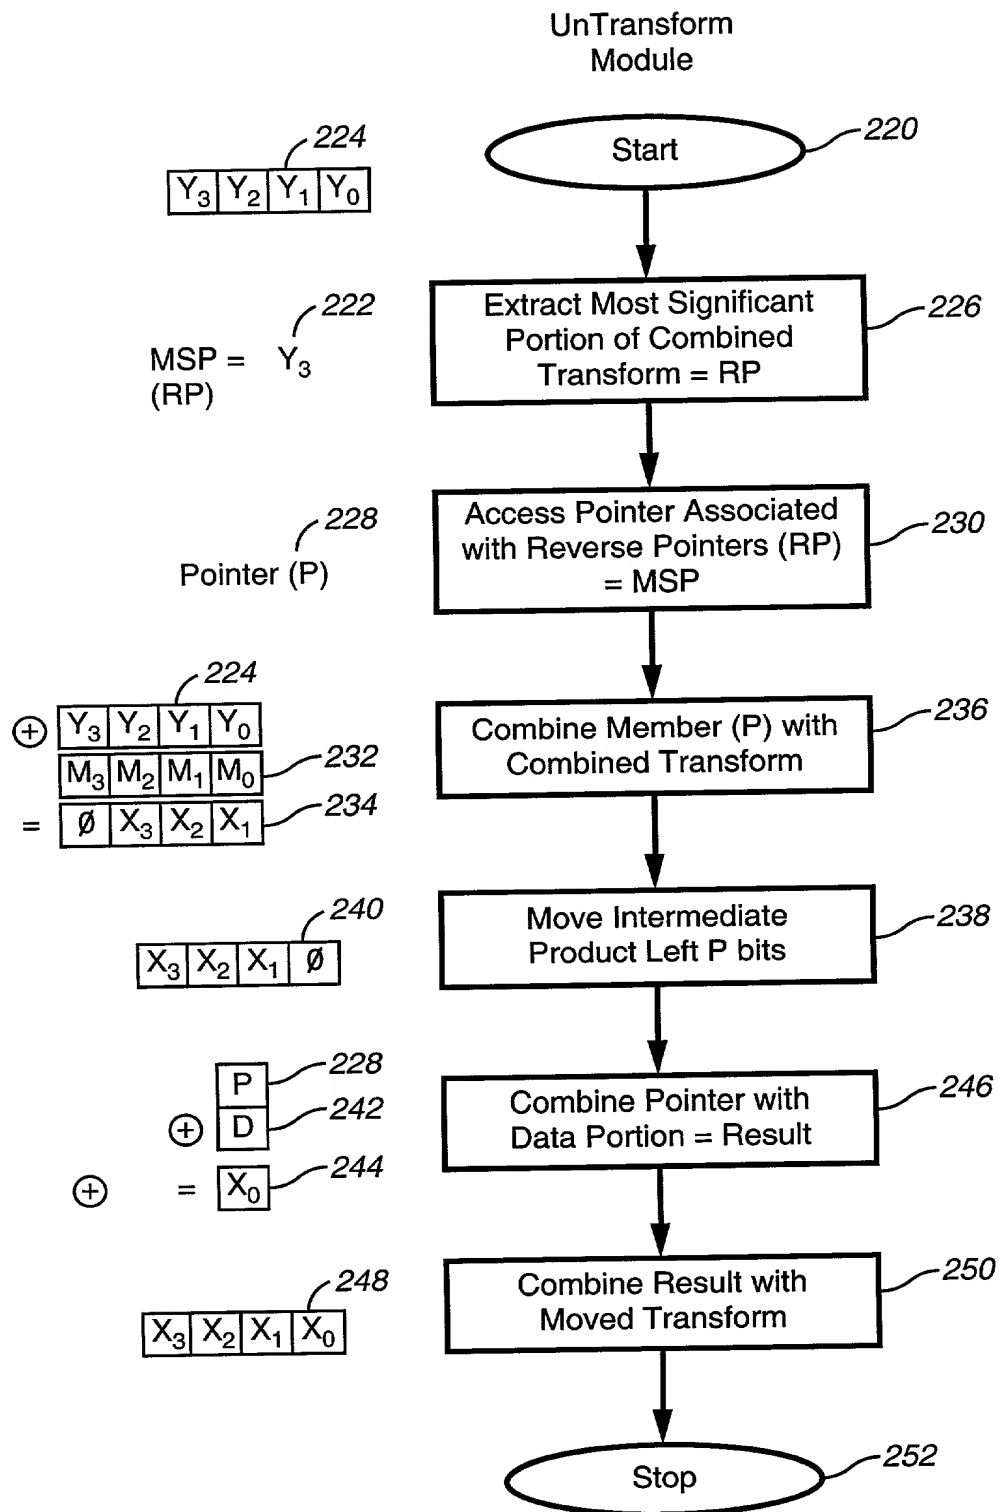 UnTransform
Module
224
Y3 Y2 Y1 Y0
Start
220
222
MSP = Y3
(RP)
Extract Most Significant
Portion of Combined
Transform = RP
226
228
Pointer (P)
Access Pointer Associated
with Reverse Pointers (RP)
= MSP
230
224
⊕ Y3 Y2 Y1 Y0
M3 M2 M1 M0 232
= Ø X3 X2 X1 234
Combine Member (P) with
Combined Transform
236
240
X3 X2 X1 Ø
Move Intermediate
Product Left P bits
238
P 228
⊕ D 242
⊕ = X0 244
Combine Pointer with
Data Portion = Result
246
248
X3 X2 X1 X0
Combine Result with
Moved Transform
250
Stop
252